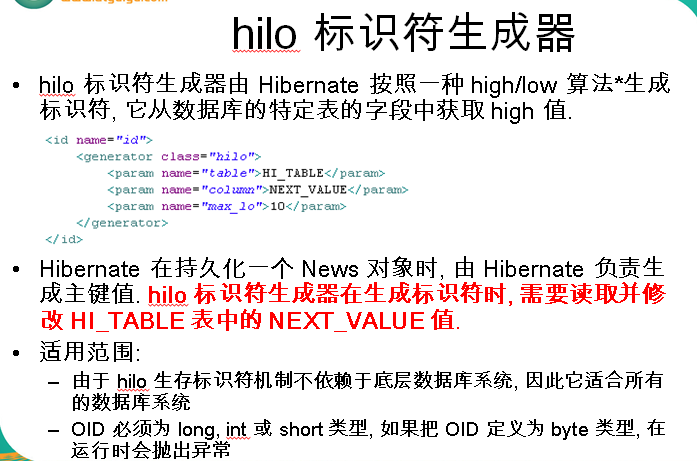 hilo 标识符生成器
• hilo 标识符生成器由 Hibernate 按照一种 high/low 算法*生成
标识符, 它从数据库的特定表的字段中获取 high 值.
<id name="id">
<generator class="hilo">
<param name="table">HI_TABLE</param>
<param name="column">NEXT_VALUE</param>
<param name="max_lo">10</param>
</generator>
</id>
• Hibernate 在持久化一个 News 对象时, 由 Hibernate 负责生
成主键值. hilo 标识符生成器在生成标识符时, 需要读取并修
改 HI_TABLE 表中的 NEXT_VALUE 值.
• 适用范围:
– 由于 hilo 生存标识符机制不依赖于底层数据库系统, 因此它适合所有
的数据库系统
– OID 必须为 long, int 或 short 类型, 如果把 OID 定义为 byte 类型, 在
运行时会抛出异常